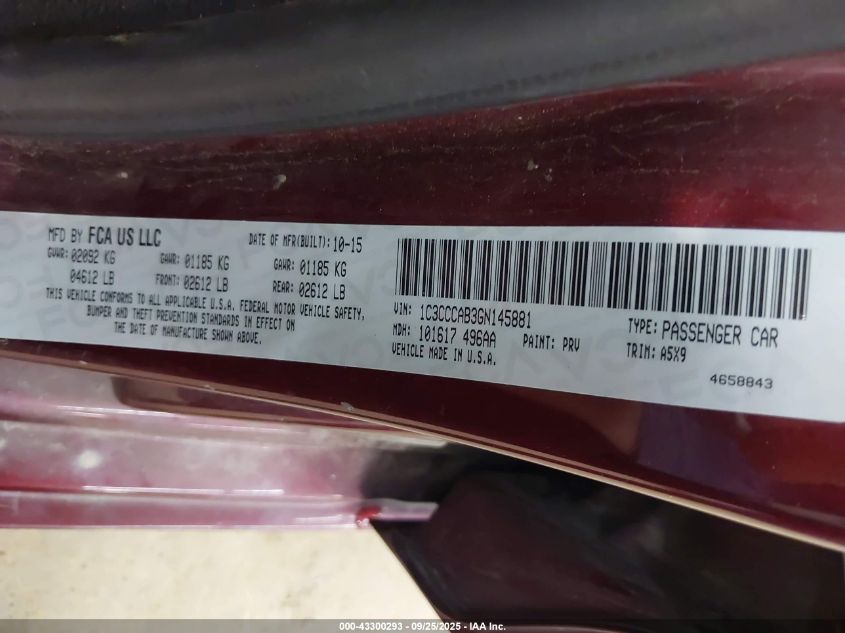 MFD BY FCA US LLC
DATE OF MFR(BUILT): 10-15
GVWR: 02092 KG
04612 LB
GAWR: 01185 KG
FRONT: 02612 LB
GAWR: 01185 KG
REAR: 02612 LB
THIS VEHICLE CONFORMS TO ALL APPLICABLE U.S.A. FEDERAL MOTOR VEHICLE SAFETY,
BUMPER AND THEFT PREVENTION STANDARDS IN EFFECT ON
THE DATE OF MANUFACTURE SHOWN ABOVE.
VIN: 1C3CCCAB3GN145881
MDH: 101617 496AA
PAINT: PRV
VEHICLE MADE IN U.S.A.
TYPE: PASSENGER CAR
TRIM: A5X9
4658843
000-43300293 - 09/25/2025 - IAA Inc.